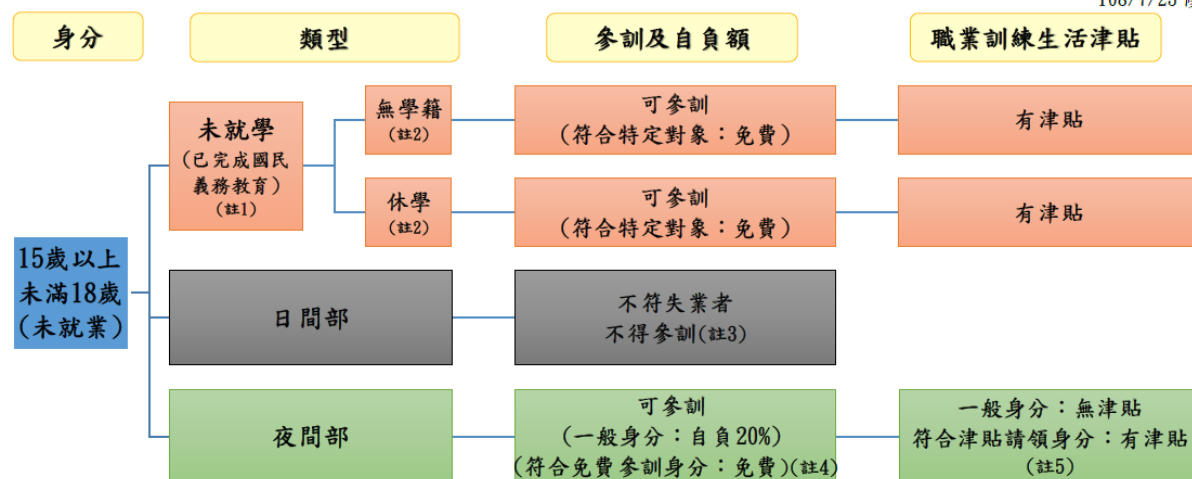 108/7/25
身分
類型
參訓及自負額
職業訓練生活津貼
未就學
(已完成國民
義務教育)
(註1)
無學籍
(註2)
可參訓
(符合特定對象：免費)
有津貼
休學
(註2)
可參訓
(符合特定對象：免費)
有津貼
15歲以上
未滿18歲
(未就業)
日間部
不符失業者
不得參訓(註3)
夜間部
可參訓
(一般身分：自負20%)
(符合免費參訓身分：免費)(註4)
一般身分：無津貼
符合津貼請領身分：有津貼
(註5)